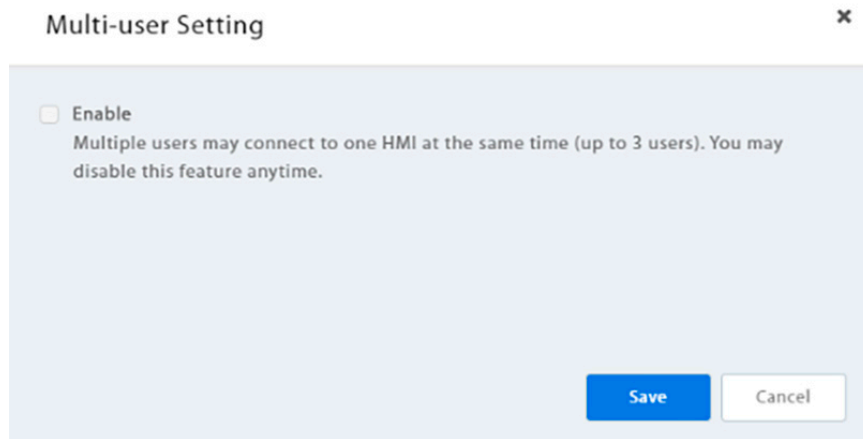 Multi-user Setting
Enable
Multiple users may connect to one HMI at the same time (up to 3 users). You may
disable this feature anytime.
Save
Cancel